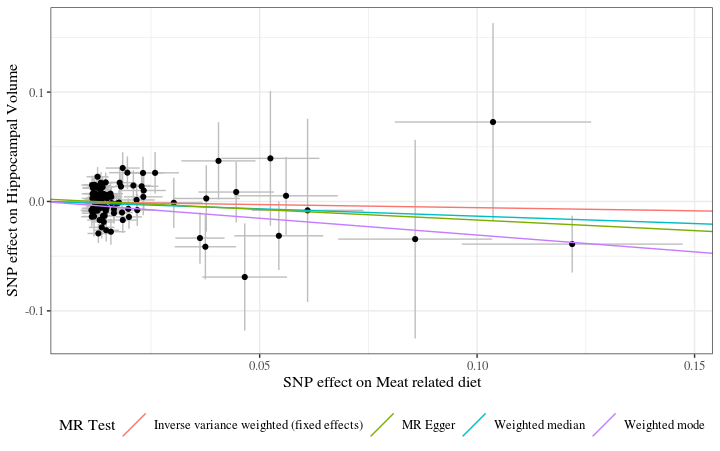 SNP effect on Hippocampal Volume
0.1
0.0
-0.1
0.05
0.10
0.15
SNP effect on Meat related diet
MR Test
Inverse variance weighted (fixed effects)
MR Egger
Weighted median
Weighted mode